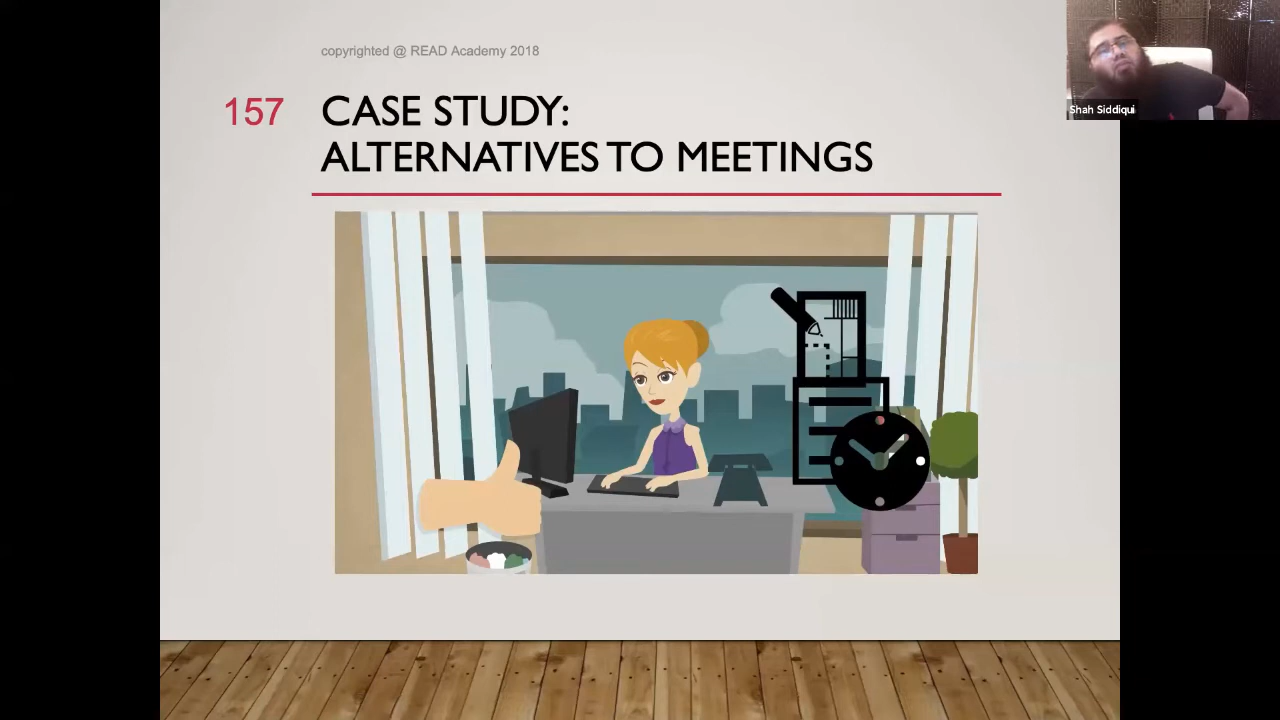 copyrighted @ READ Academy 2018
157
CASE STUDY:
ALTERNATIVES TO MEETINGS
Shah Siddiqui